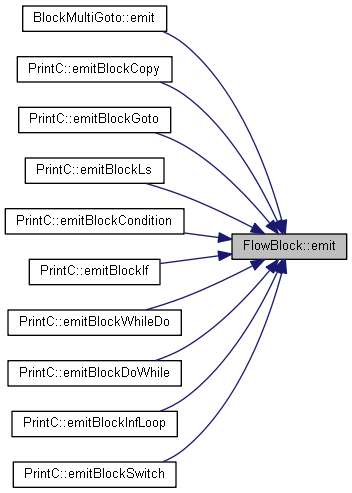 BlockMultiGoto::emit
PrintC::emitBlockCopy
PrintC::emitBlockGoto
PrintC::emitBlockLs
PrintC::emitBlockCondition
FlowBlock::emit
PrintC::emitBlockIf
PrintC::emitBlockWhileDo
PrintC::emitBlockDoWhile
PrintC::emitBlockInfLoop
PrintC::emitBlockSwitch